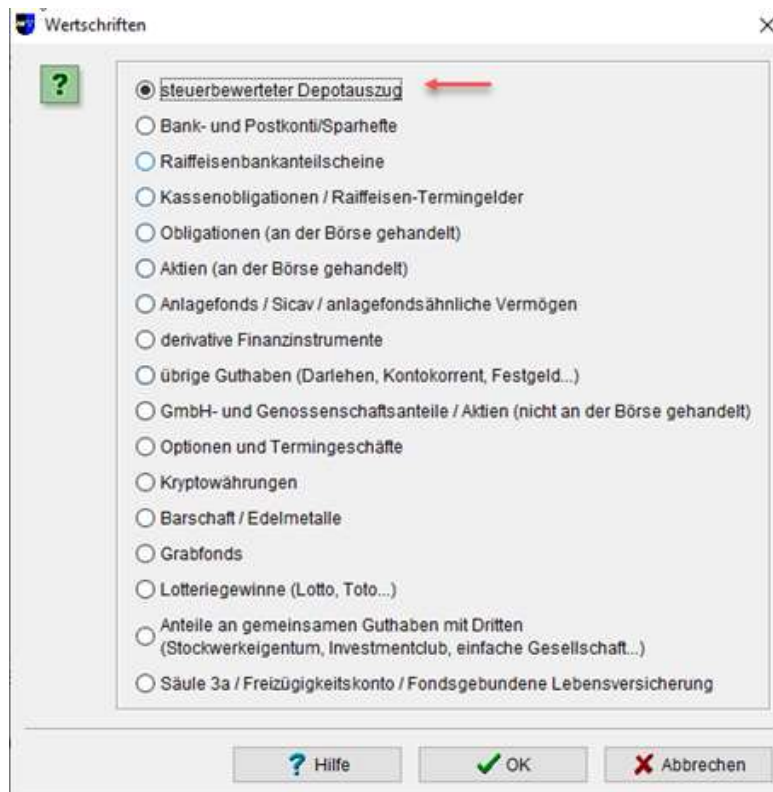 Wertschriften
steuerbewerteter Depotauszug
Bank- und Postkonti/Sparhefte
Raiffeisenbankanteilscheine
Kassenobligationen / Raiffeisen-Termingelder
Obligationen (an der Börse gehandelt)
Aktien (an der Börse gehandelt)
Anlagefonds / Sicav / anlagefondsähnliche Vermögen
derivative Finanzinstrumente
übrige Guthaben (Darlehen, Kontokorrent, Festgeld...)
GmbH- und Genossenschaftsanteile / Aktien (nicht an der Börse gehandelt)
Optionen und Termingeschäfte
Kryptowährungen
Barschaft / Edelmetalle
Grabfonds
Lotteriegewinne (Lotto, Toto...)
Anteile an gemeinsamen Guthaben mit Dritten
(Stockwerkeigentum, Investmentclub, einfache Gesellschaft...)
Säule 3a / Freizügigkeitskonto / Fondsgebundene Lebensversicherung
? Hilfe
OK
Abbrechen